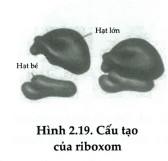 Hạt lớn
Hạt bé
Hình 2.19. Cấu tạo
của riboxom